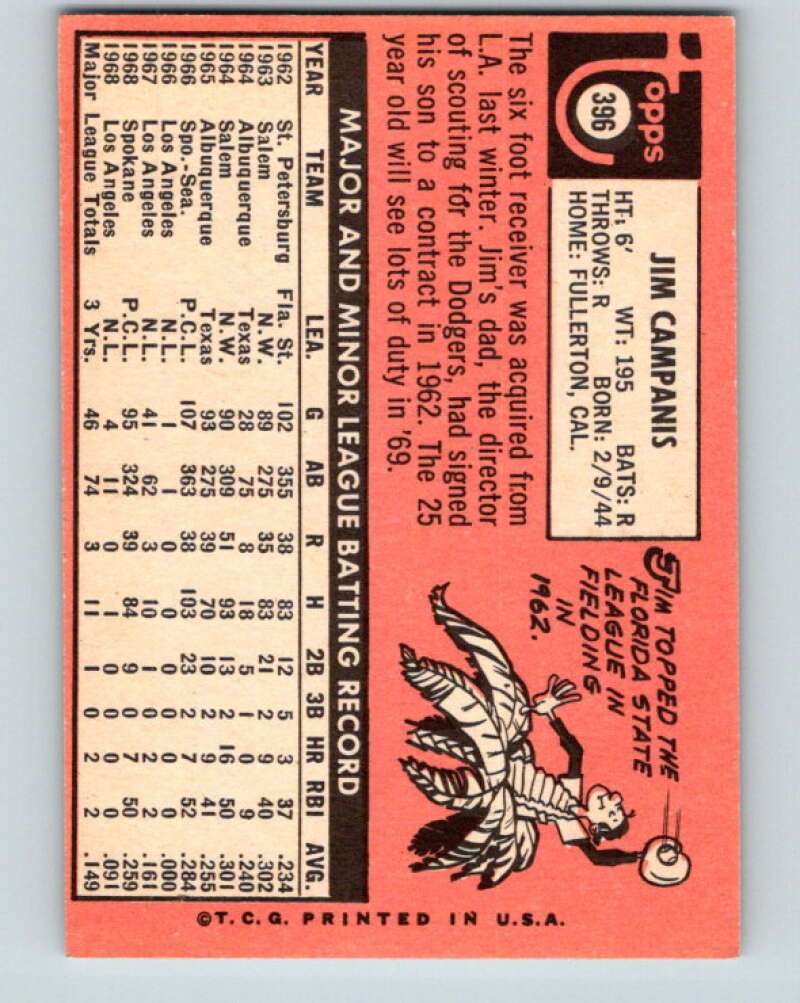 Topps
396
JIM CAMPANIS
HT: 6' WT: 195 BATS: R
THROWS: R BORN: 2/9/44
HOME: FULLERTON, CAL.
JIM TOPPED THE
FLORIDA STATE
LEAGUE IN
FIELDING
IN
1962.
The six foot receiver was acquired from
L.A. last winter. Jim's dad, the director
of scouting for the Dodgers, had signed
his son to a contract in 1962. The 25
year old will see lots of duty in '69.
MAJOR AND MINOR LEAGUE BATTING RECORD
YEAR TEAM LEA. G AB R H 2B 3B HR RBI AVG.
1962 St. Petersburg Fla. St. 102 355 38 83 12 5 3 37 .234
1963 Salem N.W. 89 275 35 83 21 2 9 40 .302
1964 Albuquerque Texas 28 75 8 18 5 1 0 9 .240
1964 Salem N.W. 90 309 51 93 13 2 16 50 .301
1965 Albuquerque Texas 93 275 39 70 10 2 9 41 .255
1966 Spo.-Sea. P.C.L. 107 363 38 103 23 2 7 52 .284
1966 Los Angeles N.L. 1 1 0 0 0 0 0 0 .000
1967 Los Angeles N.L. 41 62 3 10 1 0 2 2 .161
1968 Spokane P.C.L. 95 324 39 84 9 0 7 50 .259
1968 Los Angeles N.L. 4 11 0 1 0 0 0 0 .091
Major League Totals 3 Yrs. 46 74 3 11 1 0 2 2 .149
©T.C.G. PRINTED IN U.S.A.